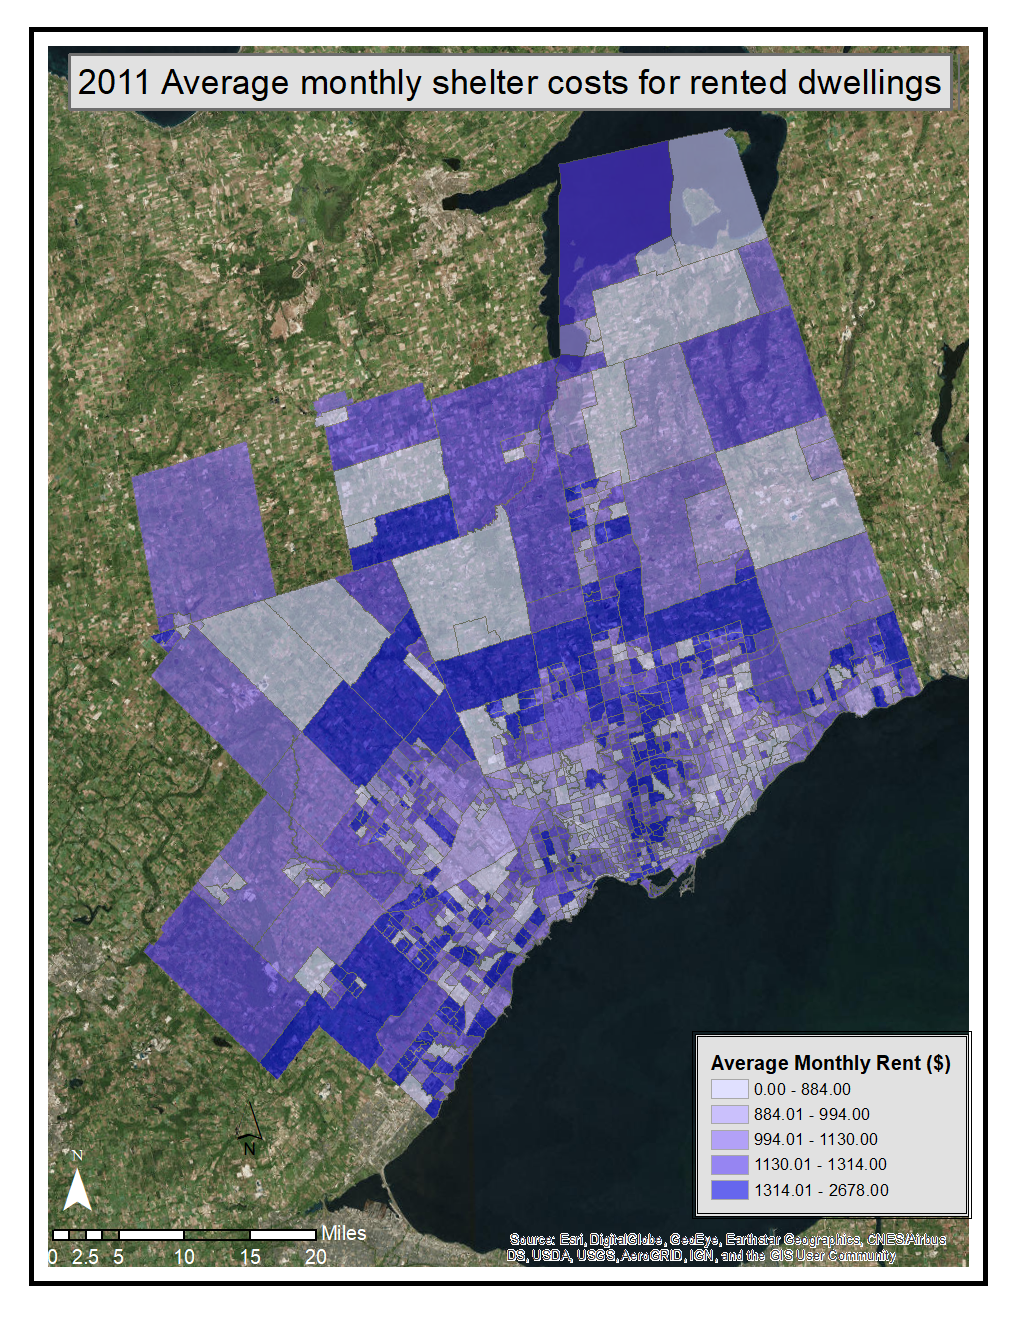 2011 Average monthly shelter costs for rented dwellings
Average Monthly Rent ($)
0.00 - 884.00
884.01 - 994.00
994.01 - 1130.00
1130.01 - 1314.00
1314.01 - 2678.00
N
N
Miles
0 2.5 5 10 15 20
Source: Esri, DigitalGlobe, GeoEye, Earthstar Geographics, CNES/Airbus
DS, USDA, USGS, AeroGRID, IGN, and the GIS User Community